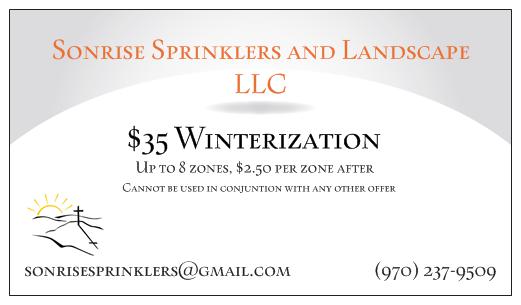 Sonrise Sprinklers and Landscape
LLC
$35 Winterization
Up to 8 zones, $2.50 per zone after
Cannot be used in conjuntion with any other offer
sonrisesprinklers@gmail.com (970) 237-9509